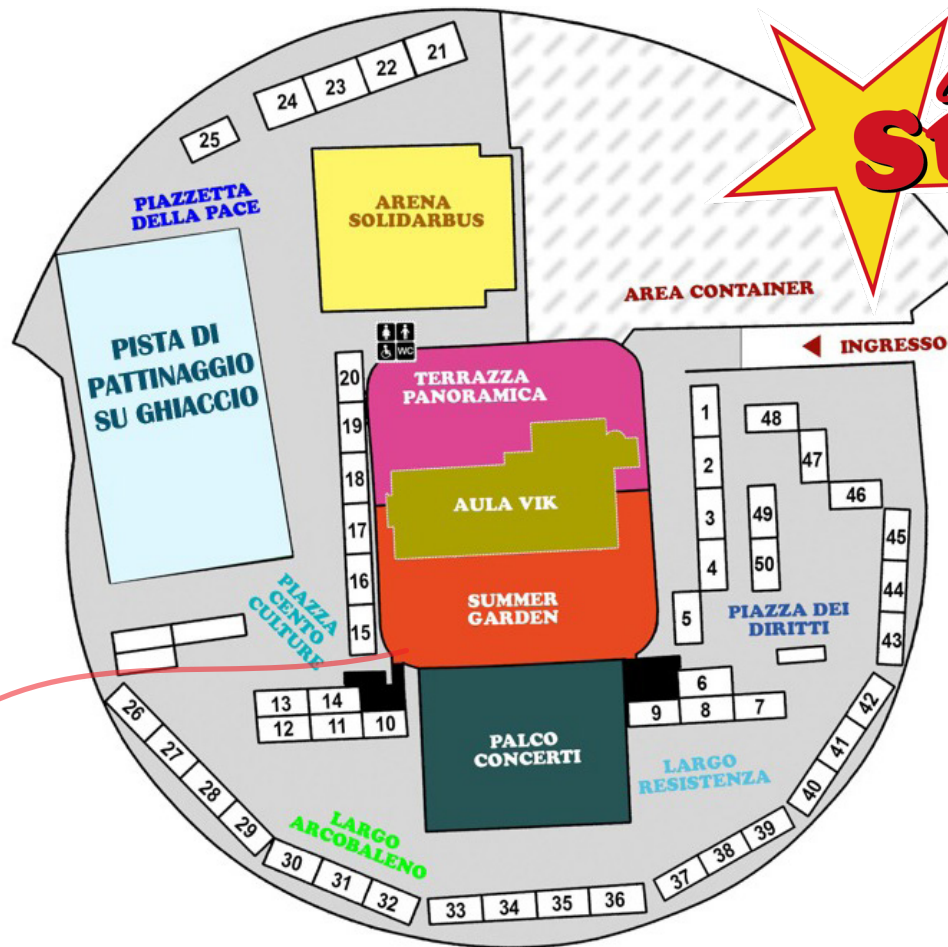 21
22
23
24
25
PIAZZETTA
DELLA PACE
ARENA
SOLIDARBUS
AREA CONTAINER
INGRESSO
PISTA DI
PATTINAGGIO
SU GHIACCIO
WC
TERRAZZA
PANORAMICA
AULA VIK
SUMMER
GARDEN
20
19
18
17
16
15
1
2
3
4
5
48
47
46
49
50
45
44
43
PIAZZA DEI
DIRITTI
PIAZZA
CENTO
CULTURE
13
14
12
11
10
6
9
8
7
PALCO
CONCERTI
LARGO
RESISTENZA
LARGO
ARCOBALENO
26
27
28
29
30
31
32
33
34
35
36
37
38
39
40
41
42